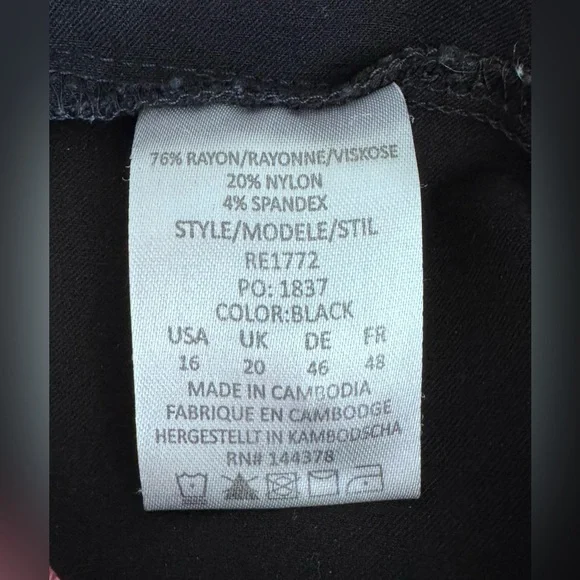 76% RAYON/RAYONNE/VISKOSE
20% NYLON
4% SPANDEX
STYLE/MODELE/STIL
RE1772
PO: 1837
COLOR:BLACK
USA UK DE FR
16 20 46 48
MADE IN CAMBODIA
FABRIQUE EN CAMBODGE
HERGESTELLT IN KAMBODSCHA
RN# 144378